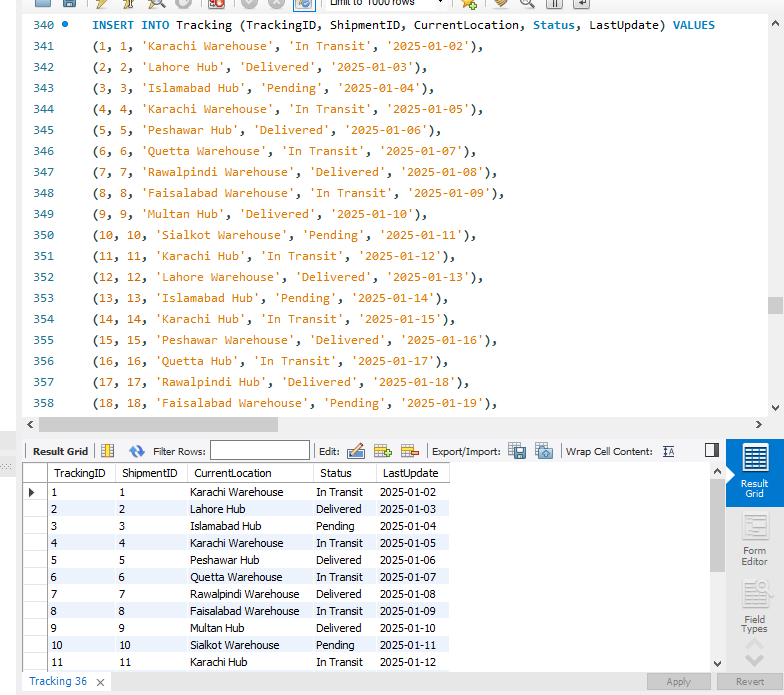 Limit to 1000 rows
340 INSERT INTO Tracking (TrackingID, ShipmentID, CurrentLocation, Status, LastUpdate) VALUES
341 (1, 1, 'Karachi Warehouse', 'In Transit', '2025-01-02'),
342 (2, 2, 'Lahore Hub', 'Delivered', '2025-01-03'),
343 (3, 3, 'Islamabad Hub', 'Pending', '2025-01-04'),
344 (4, 4, 'Karachi Warehouse', 'In Transit', '2025-01-05'),
345 (5, 5, 'Peshawar Hub', 'Delivered', '2025-01-06'),
346 (6, 6, 'Quetta Warehouse', 'In Transit', '2025-01-07'),
347 (7, 7, 'Rawalpindi Warehouse', 'Delivered', '2025-01-08'),
348 (8, 8, 'Faisalabad Warehouse', 'In Transit', '2025-01-09'),
349 (9, 9, 'Multan Hub', 'Delivered', '2025-01-10'),
350 (10, 10, 'Sialkot Warehouse', 'Pending', '2025-01-11'),
351 (11, 11, 'Karachi Hub', 'In Transit', '2025-01-12'),
352 (12, 12, 'Lahore Warehouse', 'Delivered', '2025-01-13'),
353 (13, 13, 'Islamabad Hub', 'Pending', '2025-01-14'),
354 (14, 14, 'Karachi Hub', 'In Transit', '2025-01-15'),
355 (15, 15, 'Peshawar Warehouse', 'Delivered', '2025-01-16'),
356 (16, 16, 'Quetta Hub', 'In Transit', '2025-01-17'),
357 (17, 17, 'Rawalpindi Hub', 'Delivered', '2025-01-18'),
358 (18, 18, 'Faisalabad Warehouse', 'Pending', '2025-01-19'),
Result Grid Filter Rows: Edit: Export/Import: Wrap Cell Content:
TrackingID ShipmentID CurrentLocation Status LastUpdate
1 1 Karachi Warehouse In Transit 2025-01-02
2 2 Lahore Hub Delivered 2025-01-03
3 3 Islamabad Hub Pending 2025-01-04
4 4 Karachi Warehouse In Transit 2025-01-05
5 5 Peshawar Hub Delivered 2025-01-06
6 6 Quetta Warehouse In Transit 2025-01-07
7 7 Rawalpindi Warehouse Delivered 2025-01-08
8 8 Faisalabad Warehouse In Transit 2025-01-09
9 9 Multan Hub Delivered 2025-01-10
10 10 Sialkot Warehouse Pending 2025-01-11
11 11 Karachi Hub In Transit 2025-01-12
Result
Grid
Form
Editor
Field
Types
Tracking 36
Apply
Revert